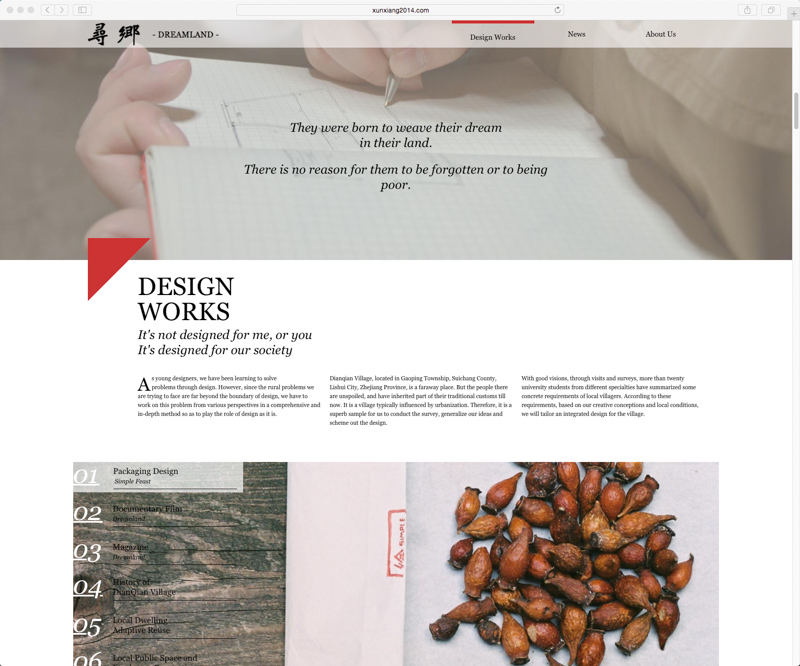 xunxiang2014.com
尋鄉
- DREAMLAND -
Design Works
News
About Us
They were born to weave their dream
in their land.
There is no reason for them to be forgotten or to being
poor.
DESIGN
WORKS
It's not designed for me, or you
It's designed for our society
As young designers, we have been learning to solve
problems through design. However, since the rural problems we
are trying to face are far beyond the boundary of design, we have to
work on this problem from various perspectives in a comprehensive and
in-depth method so as to play the role of design as it is.
Dianqian Village, located in Gaoping Township, Suichang County,
Lishui City, Zhejiang Province, is a faraway place. But the people there
are unspoiled, and have inherited part of their traditional customs till
now. It is a village typically influenced by urbanization. Therefore, it is a
superb sample for us to conduct the survey, generalize our ideas and
scheme out the design.
With good visions, through visits and surveys, more than twenty
university students from different specialties have summarized some
concrete requirements of local villagers. According to these
requirements, based on our creative conceptions and local conditions,
we will tailor an integrated design for the village.
01
Packaging Design
Simple Feast
02
Documentary Film
Dreamland
03
Magazine
Dreamland
04
History of
DianQian Village
05
Local Dwelling
Adaptive Reuse
06
Local Public Space and